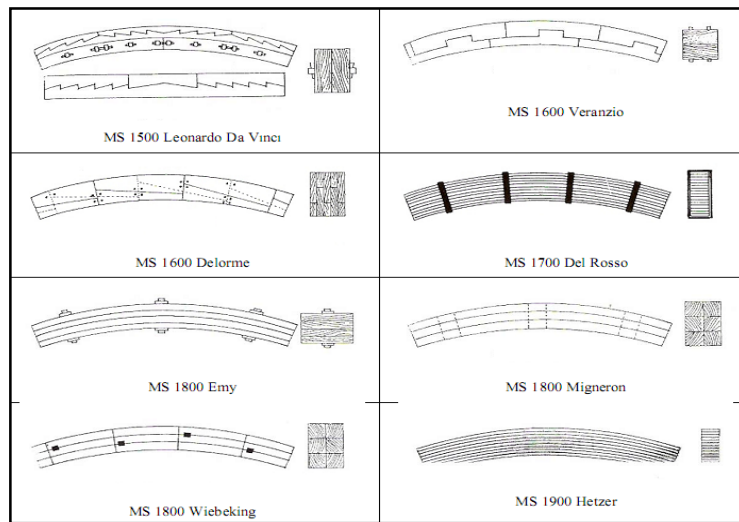 MS 1500 Leonardo Da Vinci
MS 1600 Veranzio
MS 1600 Delorme
MS 1700 Del Rosso
MS 1800 Emy
MS 1800 Migneron
MS 1800 Wiebeking
MS 1900 Hetzer